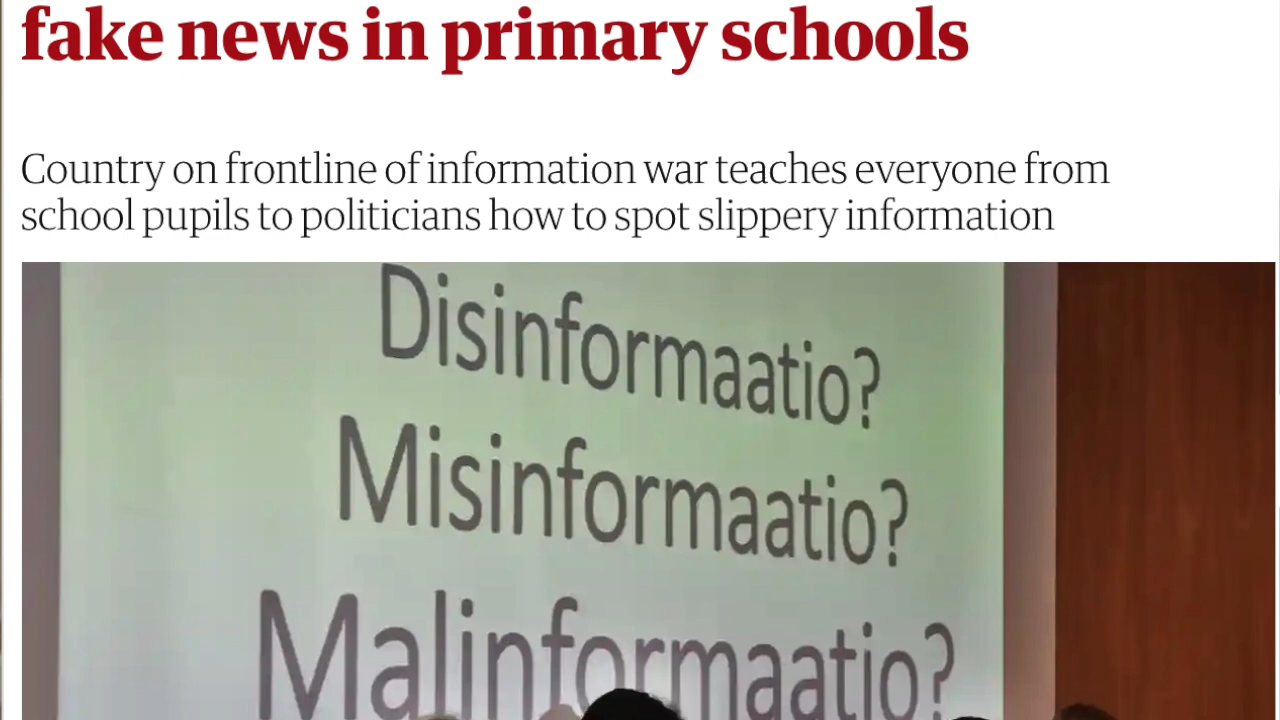 fake news in primary schools
Country on frontline of information war teaches everyone from
school pupils to politicians how to spot slippery information
Disinformaatio?
Misinformaatio?
Malinformaatio?